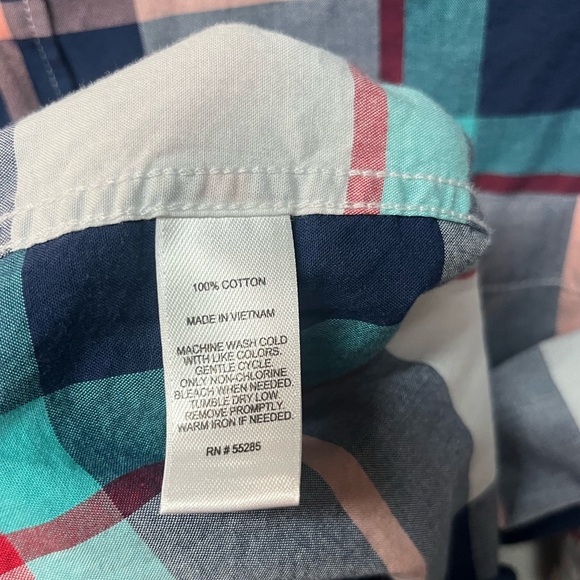 100% COTTON
MADE IN VIETNAM
MACHINE WASH COLD
WITH LIKE COLORS.
GENTLE CYCLE.
ONLY NON-CHLORINE
BLEACH WHEN NEEDED.
TUMBLE DRY LOW.
REMOVE PROMPTLY.
WARM IRON IF NEEDED.
RN # 55285